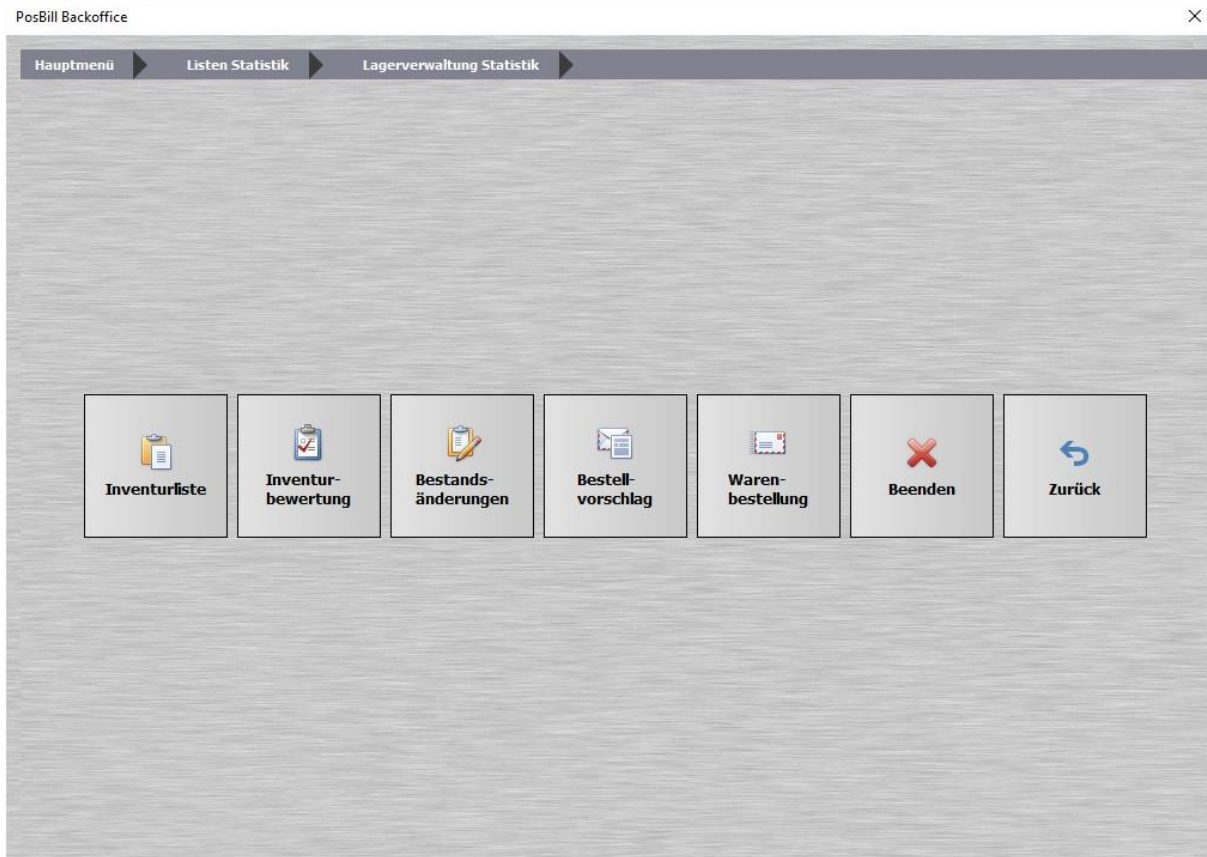 PosBill Backoffice
Hauptmenü Listen Statistik Lagerverwaltung Statistik
Inventurliste
Inventur-
bewertung
Bestands-
änderungen
Bestell-
vorschlag
Waren-
bestellung
Beenden
Zurück